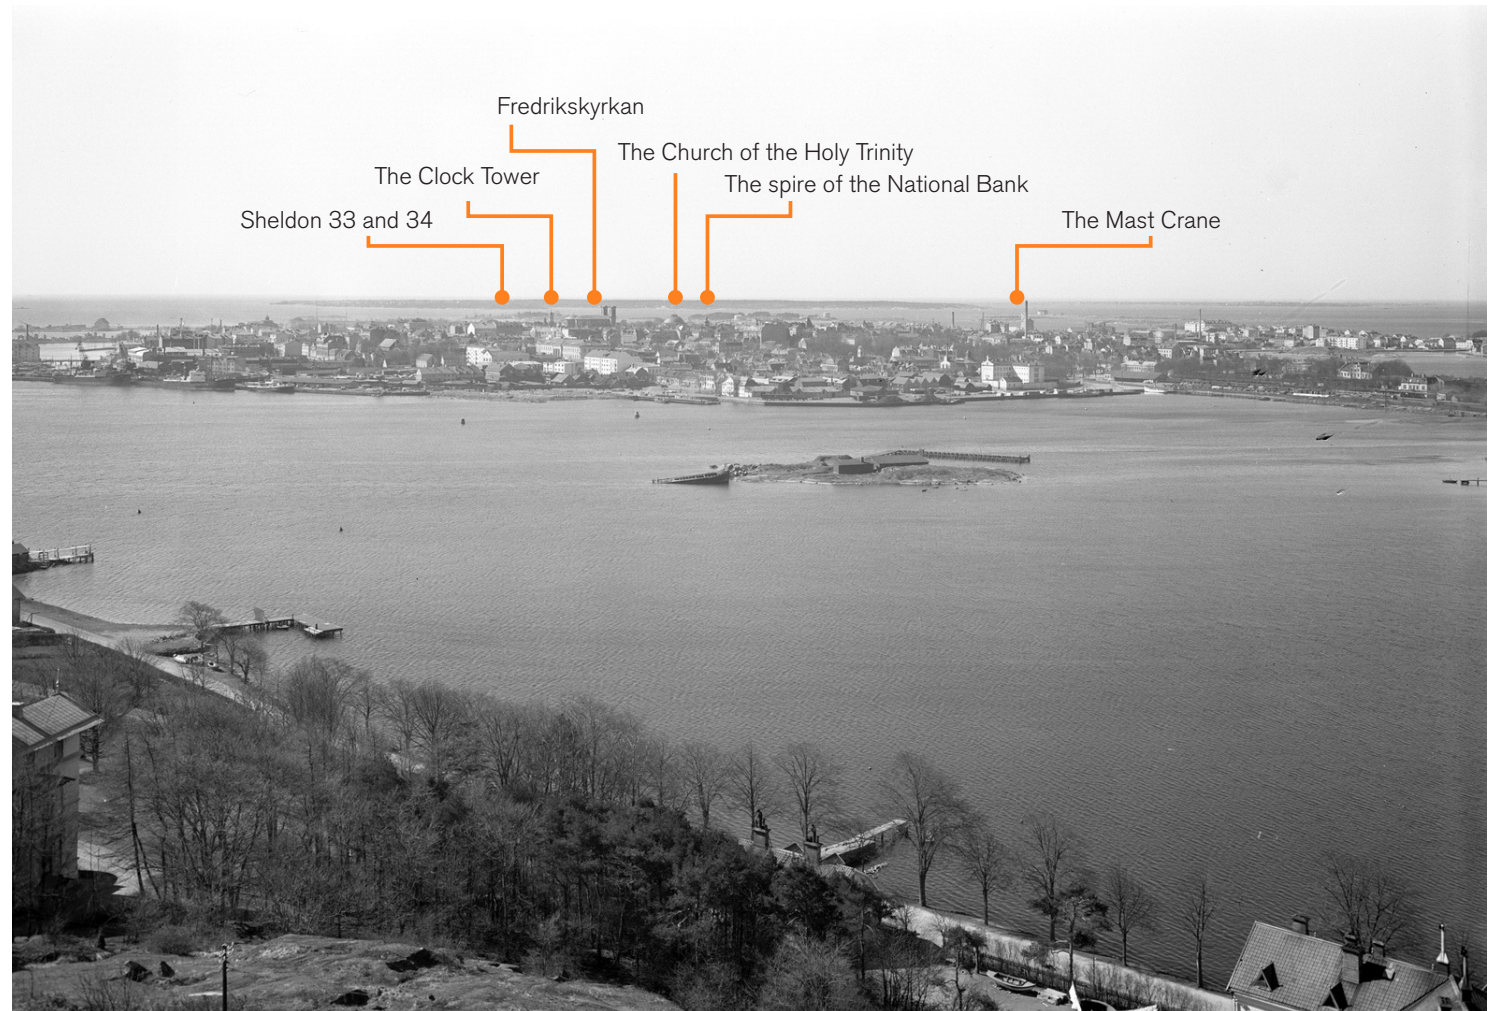 Fredrikskyrkan
The Church of the Holy Trinity
The Clock Tower
The spire of the National Bank
Sheldon 33 and 34
The Mast Crane